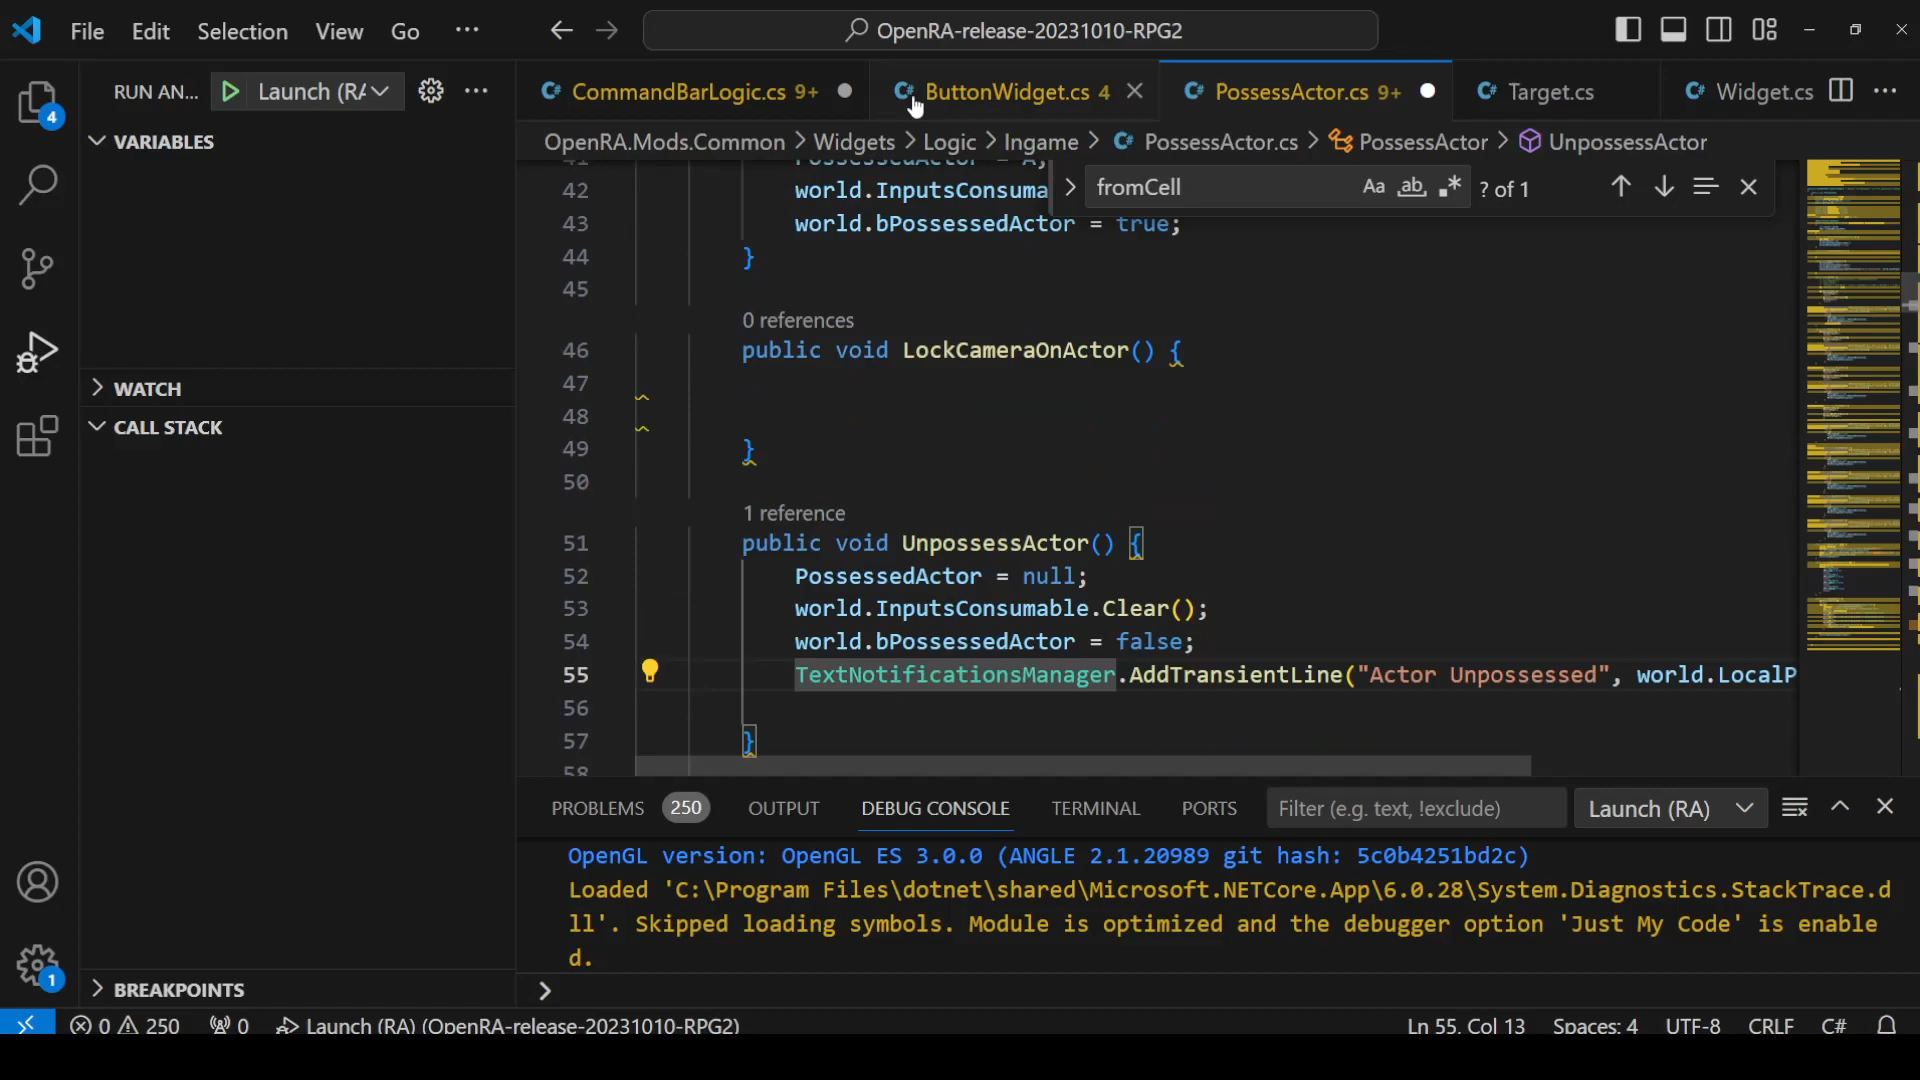 File Edit Selection View Go ... OpenRA-release-20231010-RPG2
RUN AN... Launch (RA ...
CommandBarLogic.cs 9+ ButtonWidget.cs 4 PossessActor.cs 9+ Target.cs Widget.cs ...
VARIABLES
WATCH
CALL STACK
BREAKPOINTS
4
1
OpenRA.Mods.Common > Widgets > Logic > Ingame > PossessActor.cs > PossessActor > UnpossessActor
fromCell Aa ab .* ? of 1
41 PossessedActor = A;
42 world.InputsConsuma
43 world.bPossessedActor = true;
44 }
45
0 references
46 public void LockCameraOnActor() {
47
48
49 }
50
1 reference
51 public void UnpossessActor() {
52 PossessedActor = null;
53 world.InputsConsumable.Clear();
54 world.bPossessedActor = false;
55 TextNotificationsManager.AddTransientLine("Actor Unpossessed", world.LocalP
56
57 }
58
PROBLEMS 250 OUTPUT DEBUG CONSOLE TERMINAL PORTS Filter (e.g. text, !exclude) Launch (RA)
OpenGL version: OpenGL ES 3.0.0 (ANGLE 2.1.20989 git hash: 5c0b4251bd2c)
Loaded 'C:\Program Files\dotnet\shared\Microsoft.NETCore.App\6.0.28\System.Diagnostics.StackTrace.d
ll'. Skipped loading symbols. Module is optimized and the debugger option 'Just My Code' is enable
d.
>
0 250 0 Launch (RA) (OpenRA-release-20231010-RPG2) Ln 55, Col 13 Spaces: 4 UTF-8 CRLF C#